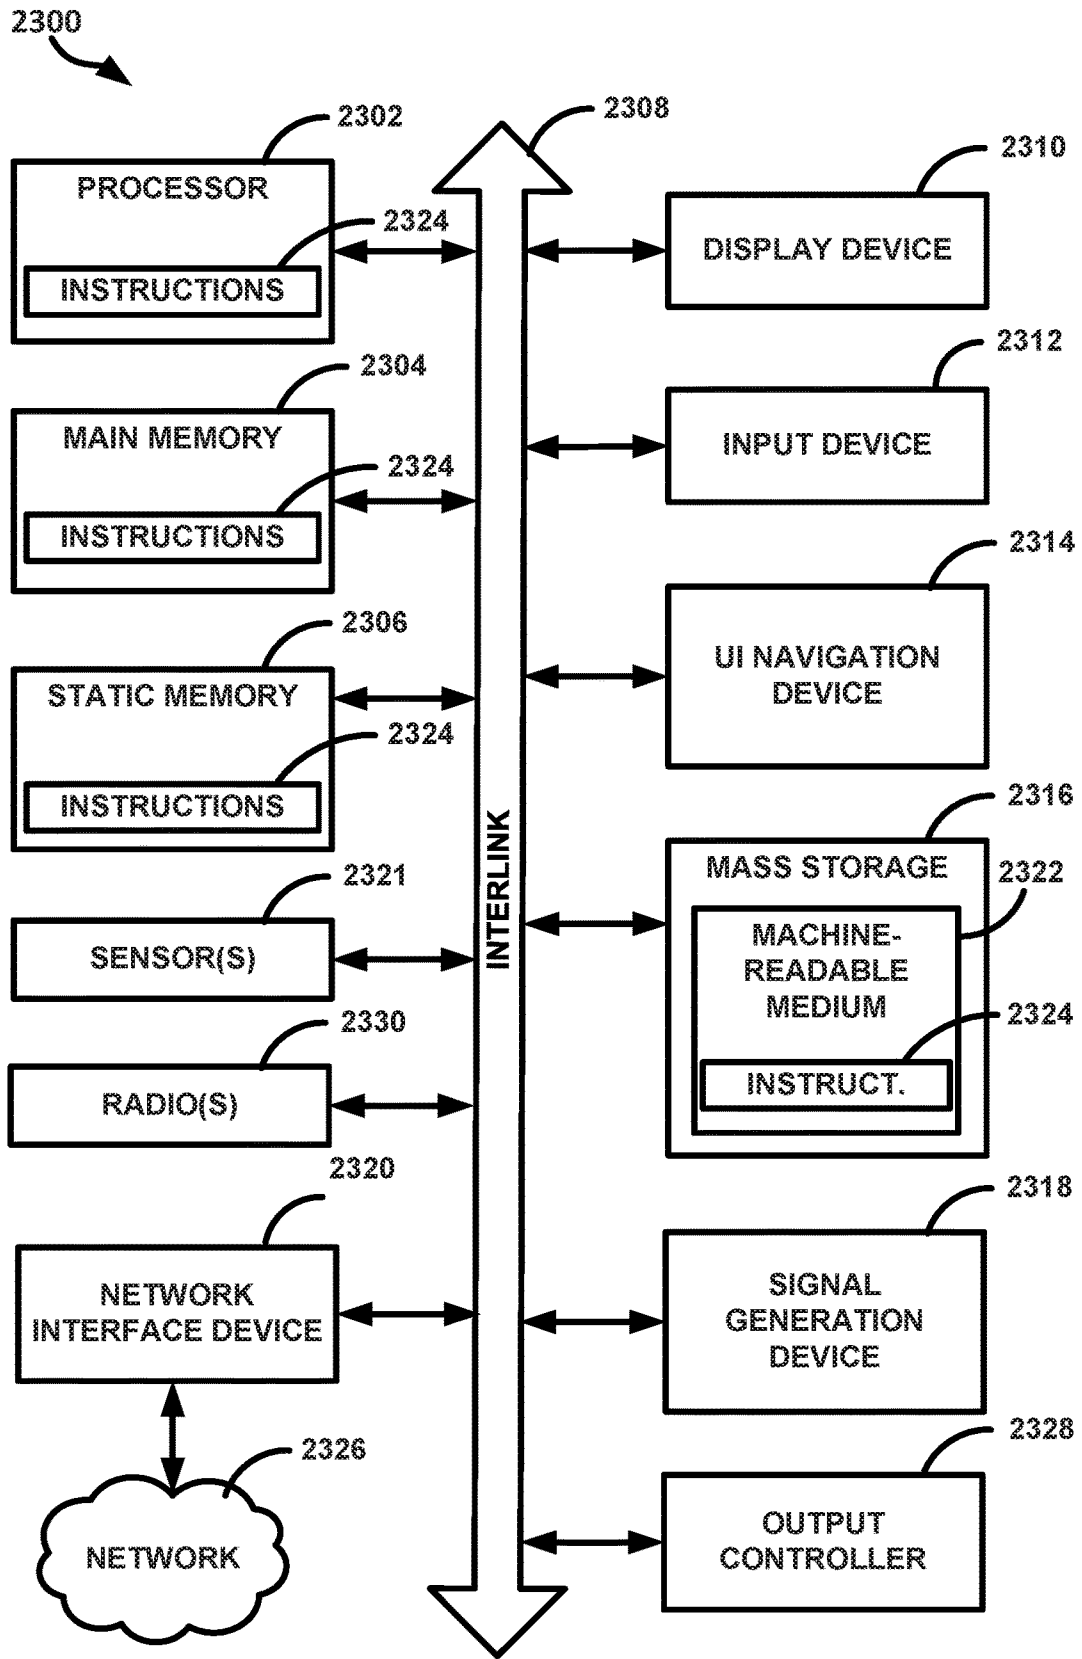 2300
2302
PROCESSOR
2324
INSTRUCTIONS
2304
MAIN MEMORY
2324
INSTRUCTIONS
2306
STATIC MEMORY
2324
INSTRUCTIONS
2321
SENSOR(S)
2330
RADIO(S)
2320
NETWORK
INTERFACE DEVICE
2326
NETWORK
2308
INTERLINK
2310
DISPLAY DEVICE
2312
INPUT DEVICE
2314
UI NAVIGATION
DEVICE
2316
MASS STORAGE
2322
MACHINE-
READABLE
MEDIUM
2324
INSTRUCT.
2318
SIGNAL
GENERATION
DEVICE
2328
OUTPUT
CONTROLLER